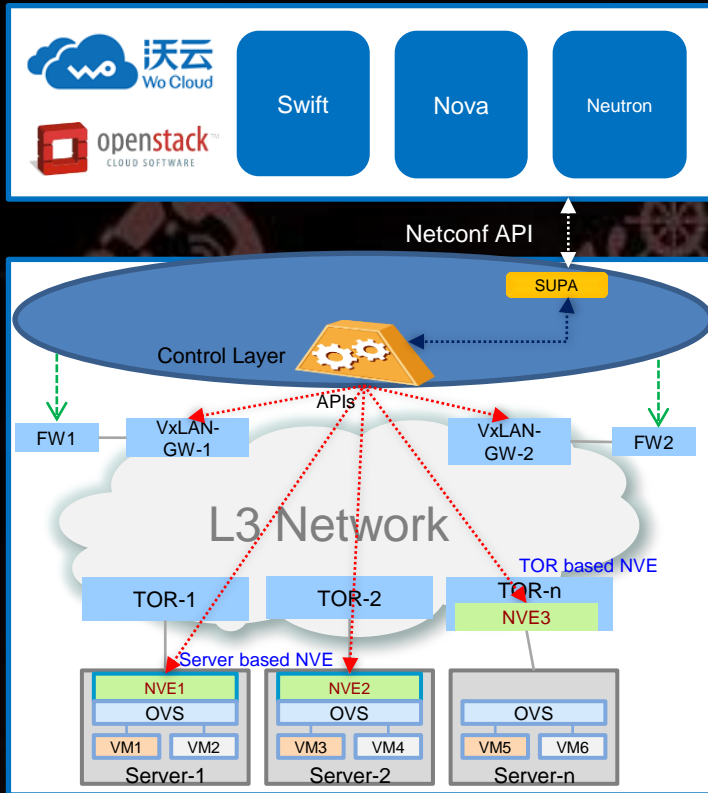 沃云
Wo Cloud
wo
openstack™
CLOUD SOFTWARE
Swift
Nova
Neutron
Netconf API
SUPA
Control Layer
APIs
FW1
VxLAN-
GW-1
VxLAN-
GW-2
FW2
L3 Network
TOR based NVE
TOR-1
TOR-2
TOR-n
NVE3
Server based NVE
NVE1
NVE2
OVS
OVS
OVS
VM1
VM2
VM3
VM4
VM5
VM6
Server-1
Server-2
Server-n